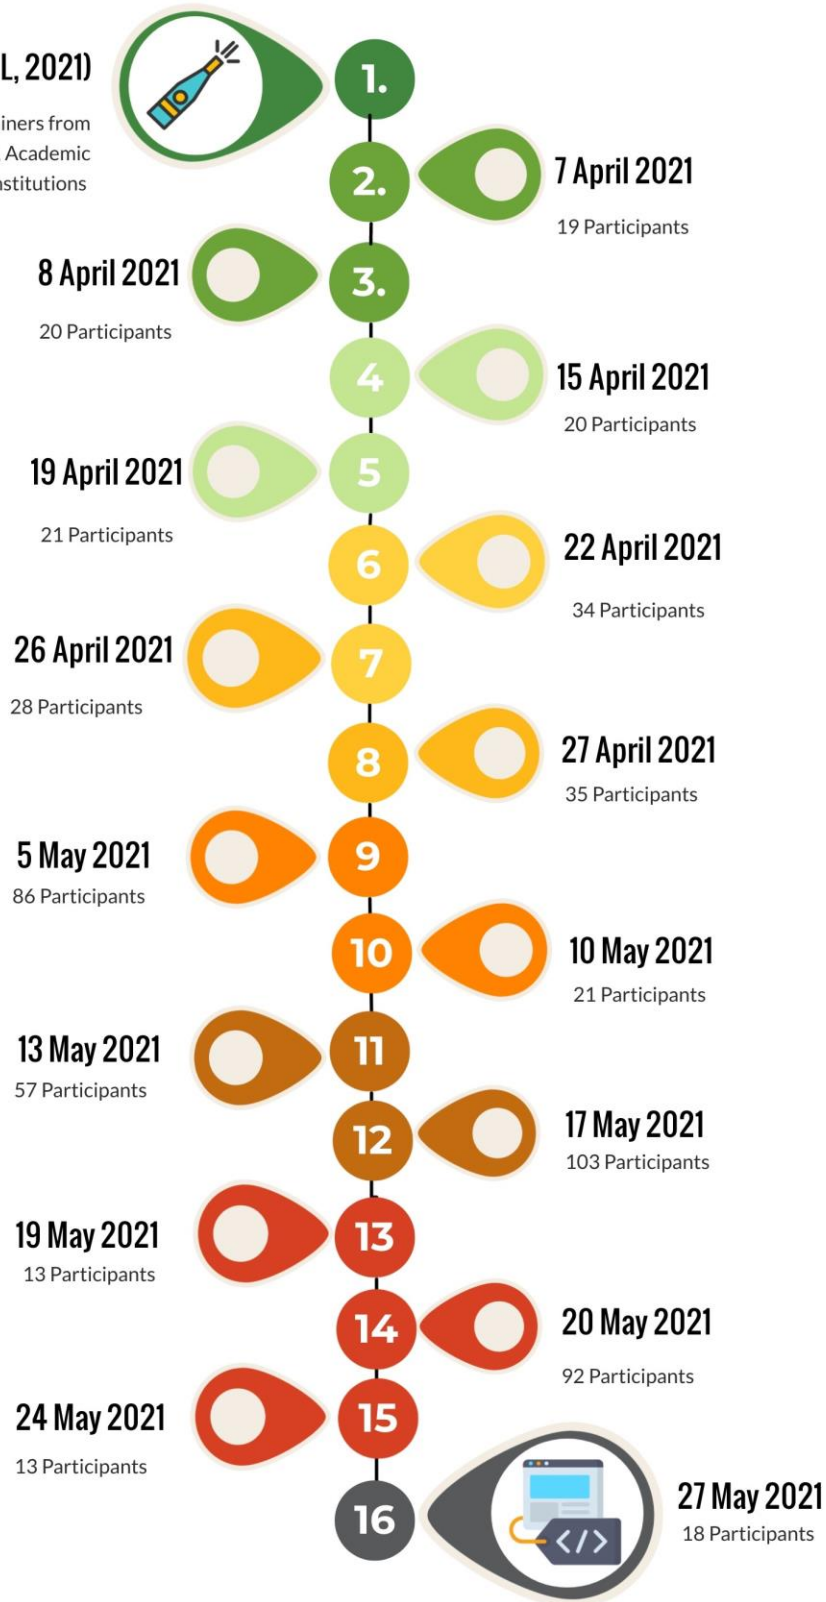 L, 2021)
1.
iners from
Academic
nstitutions
2.
7 April 2021
19 Participants
8 April 2021
3.
20 Participants
4
15 April 2021
20 Participants
19 April 2021
5
21 Participants
6
22 April 2021
34 Participants
26 April 2021
7
28 Participants
8
27 April 2021
35 Participants
5 May 2021
9
86 Participants
10
10 May 2021
21 Participants
13 May 2021
11
57 Participants
12
17 May 2021
103 Participants
19 May 2021
13
13 Participants
14
20 May 2021
92 Participants
24 May 2021
15
13 Participants
16
27 May 2021
18 Participants